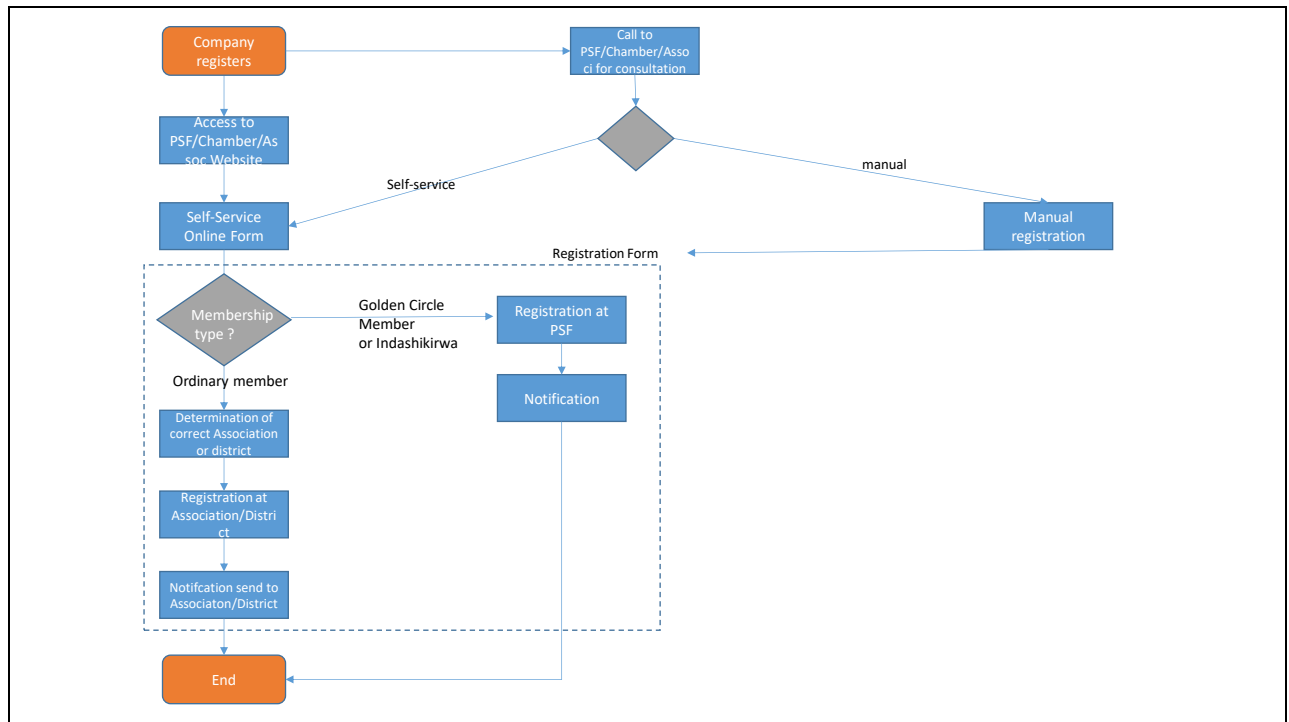 Company
registers
Call to
PSF/Chamber/Asso
ci for consultation
Access to
PSF/Chamber/As
soc Website
Self-service
manual
Self-Service
Online Form
Manual
registration
Registration Form
Membership
type ?
Golden Circle
Member
or Indashikirwa
Registration at
PSF
Ordinary member
Notification
Determination of
correct Association
or district
Registration at
Association/Distri
ct
Notifcation send to
Associaton/District
End